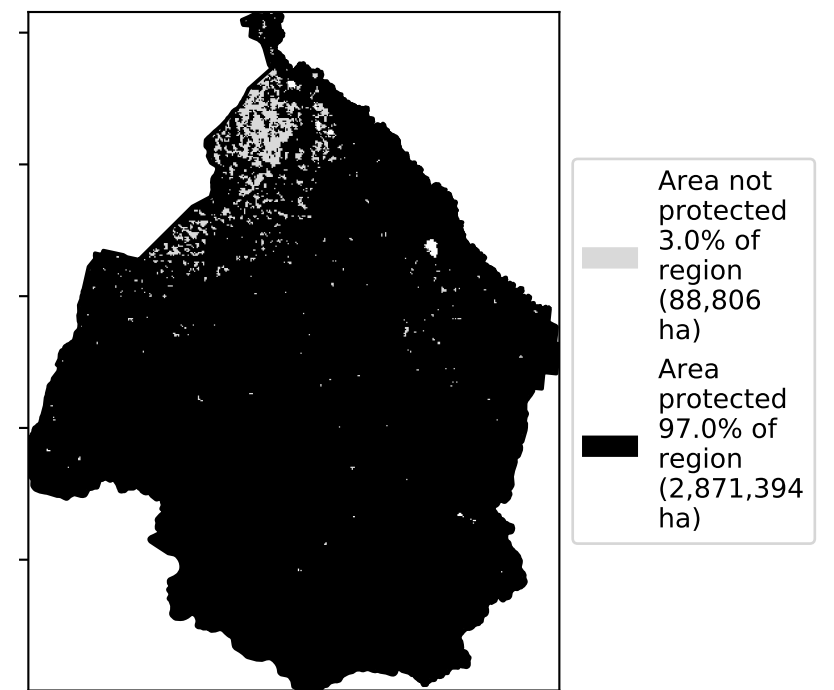 Area not
protected
3.0% of
region
(88,806
ha)
Area
protected
97.0% of
region
(2,871,394
ha)